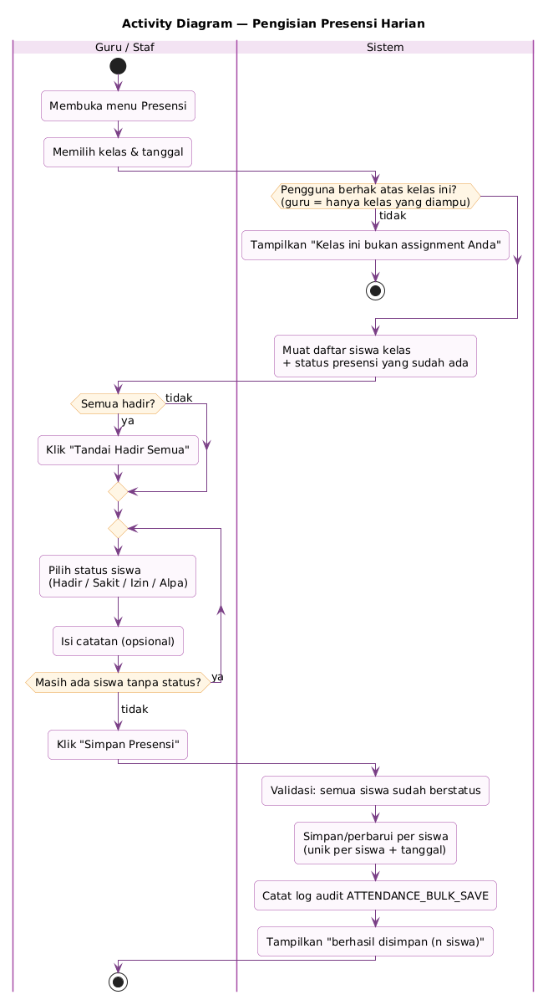 Activity Diagram — Pengisian Presensi Harian
Guru / Staf
Sistem
Membuka menu Presensi
Memilih kelas & tanggal
Pengguna berhak atas kelas ini?
(guru = hanya kelas yang diampu)
tidak
Tampilkan "Kelas ini bukan assignment Anda"
Muat daftar siswa kelas
+ status presensi yang sudah ada
Semua hadir?
tidak
ya
Klik "Tandai Hadir Semua"
Pilih status siswa
(Hadir / Sakit / Izin / Alpa)
Isi catatan (opsional)
Masih ada siswa tanpa status?
ya
tidak
Klik "Simpan Presensi"
Validasi: semua siswa sudah berstatus
Simpan/perbarui per siswa
(unik per siswa + tanggal)
Catat log audit ATTENDANCE_BULK_SAVE
Tampilkan "berhasil disimpan (n siswa)"